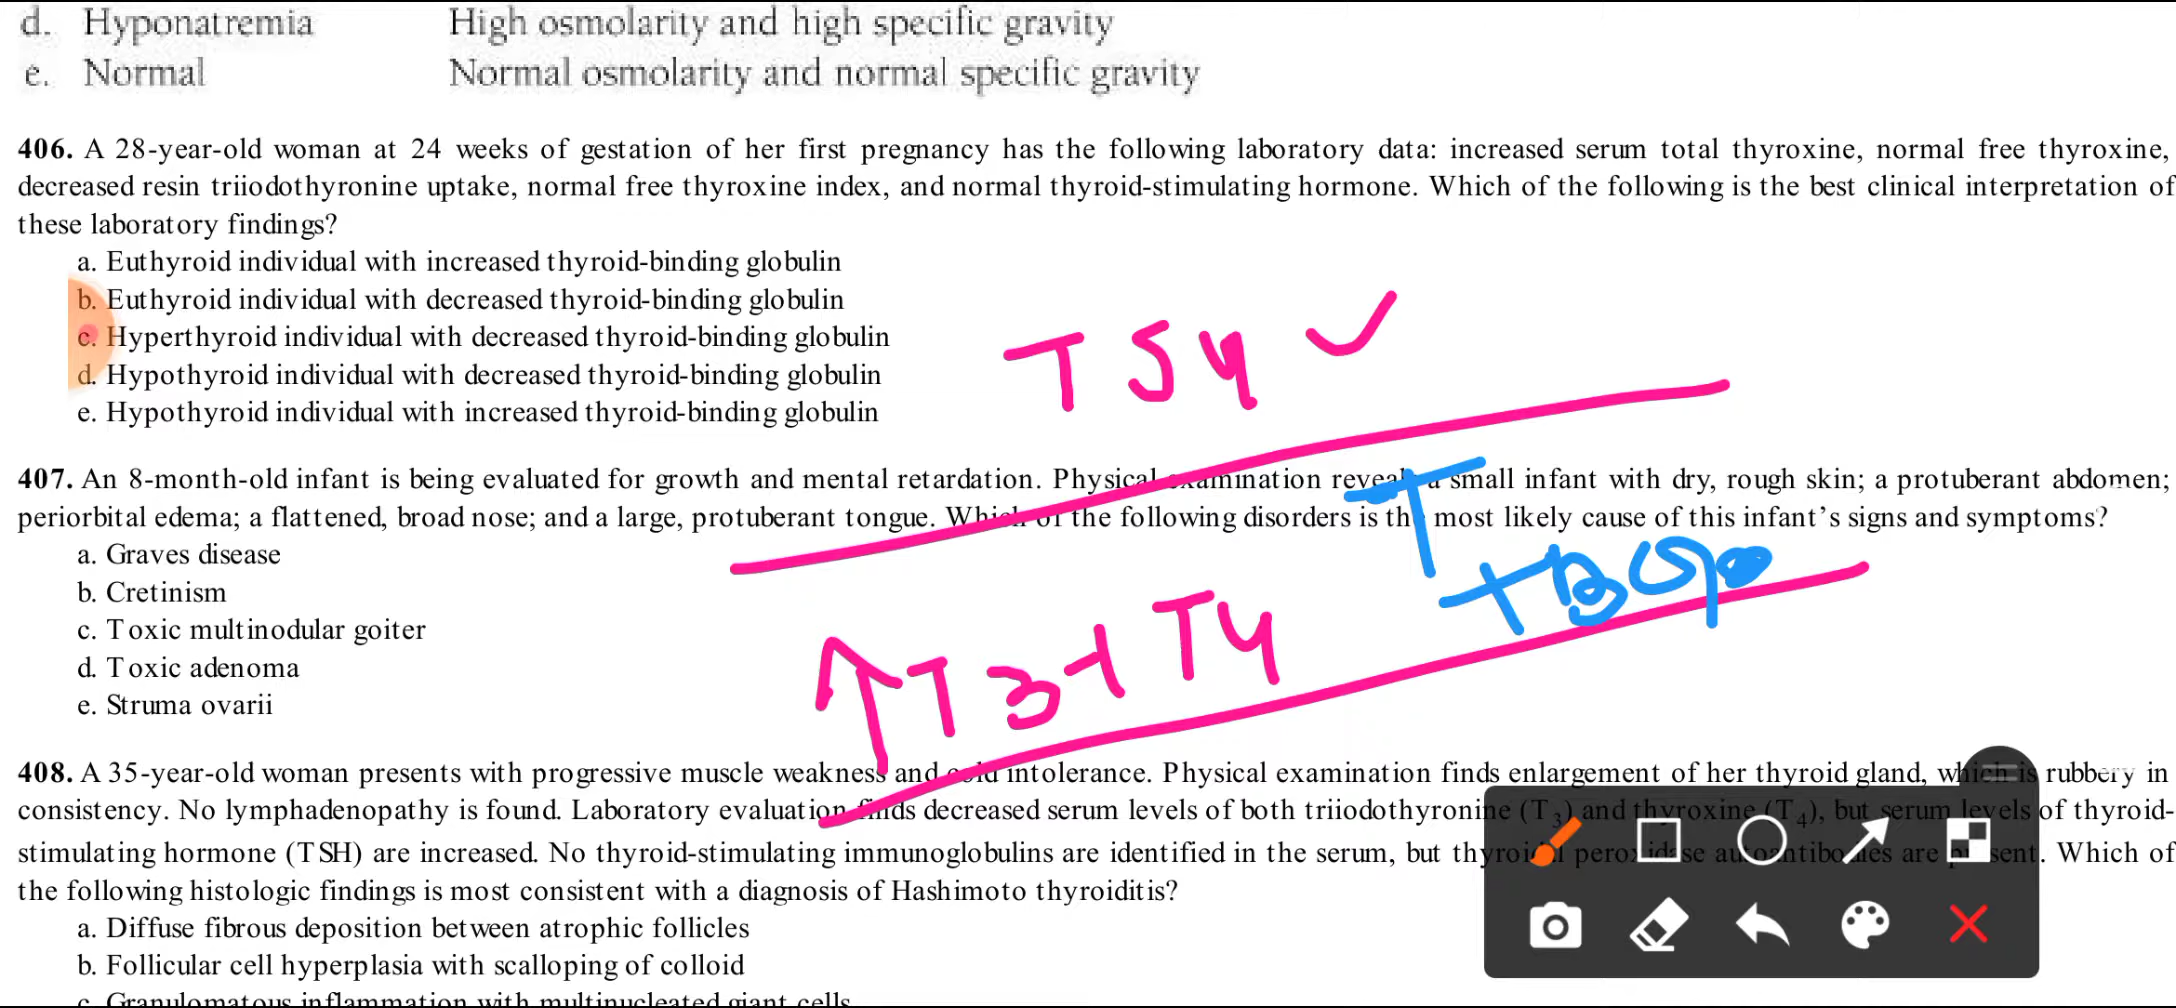 d. Hyponatremia High osmolarity and high specific gravity
e. Normal Normal osmolarity and normal specific gravity
406. A 28-year-old woman at 24 weeks of gestation of her first pregnancy has the following laboratory data: increased serum total thyroxine, normal free thyroxine,
decreased resin triiodothyronine uptake, normal free thyroxine index, and normal thyroid-stimulating hormone. Which of the following is the best clinical interpretation of
these laboratory findings?
a. Euthyroid individual with increased thyroid-binding globulin
b. Euthyroid individual with decreased thyroid-binding globulin
c. Hyperthyroid individual with decreased thyroid-binding globulin
d. Hypothyroid individual with decreased thyroid-binding globulin
e. Hypothyroid individual with increased thyroid-binding globulin
TSH ✓
407. An 8-month-old infant is being evaluated for growth and mental retardation. Physical examination reveals a small infant with dry, rough skin; a protuberant abdomen;
periorbital edema; a flattened, broad nose; and a large, protuberant tongue. Which of the following disorders is the most likely cause of this infant's signs and symptoms?
a. Graves disease
b. Cretinism
c. Toxic multinodular goiter
d. Toxic adenoma
e. Struma ovarii
↑T3+T4
408. A 35-year-old woman presents with progressive muscle weakness and cold intolerance. Physical examination finds enlargement of her thyroid gland, which is rubbery in
consistency. No lymphadenopathy is found. Laboratory evaluation finds decreased serum levels of both triiodothyronine (T3) and thyroxine (T4), but serum levels of thyroid-
stimulating hormone (TSH) are increased. No thyroid-stimulating immunoglobulins are identified in the serum, but thyroidal peroxidase autoantibodies are present. Which of
the following histologic findings is most consistent with a diagnosis of Hashimoto thyroiditis?
a. Diffuse fibrous deposition between atrophic follicles
b. Follicular cell hyperplasia with scalloping of colloid
c. Granulomatous inflammation with multinucleated giant cells